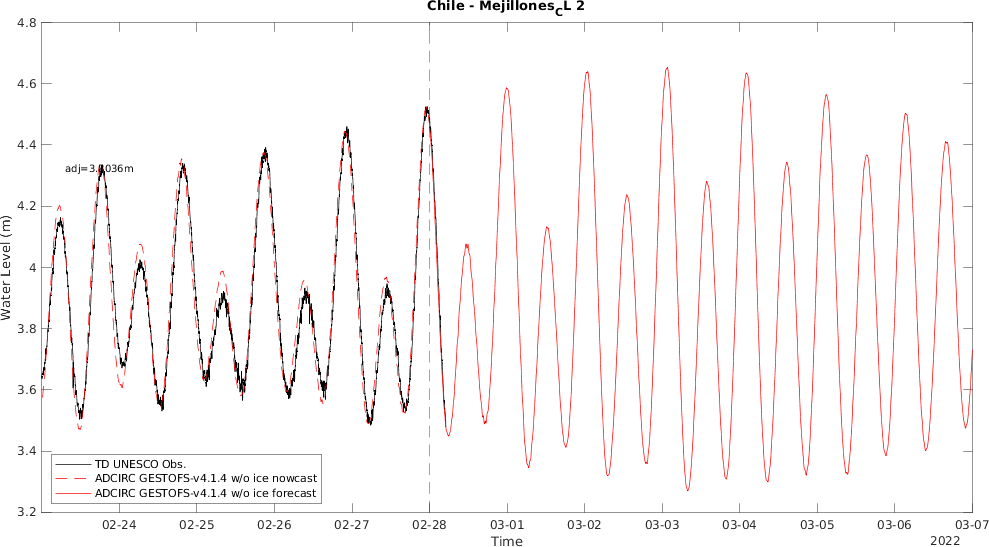 Chile - Mejillones_CL 2
4.8
4.6
4.4
4.2
4
3.8
3.6
3.4
3.2
Water Level (m)
TD UNESCO Obs.
ADCIRC GESTOFS-v4.1.4 w/o ice nowcast
ADCIRC GESTOFS-v4.1.4 w/o ice forecast
02-24 02-25 02-26 02-27 02-28 03-01 03-02 03-03 03-04 03-05 03-06 03-07
Time
2022